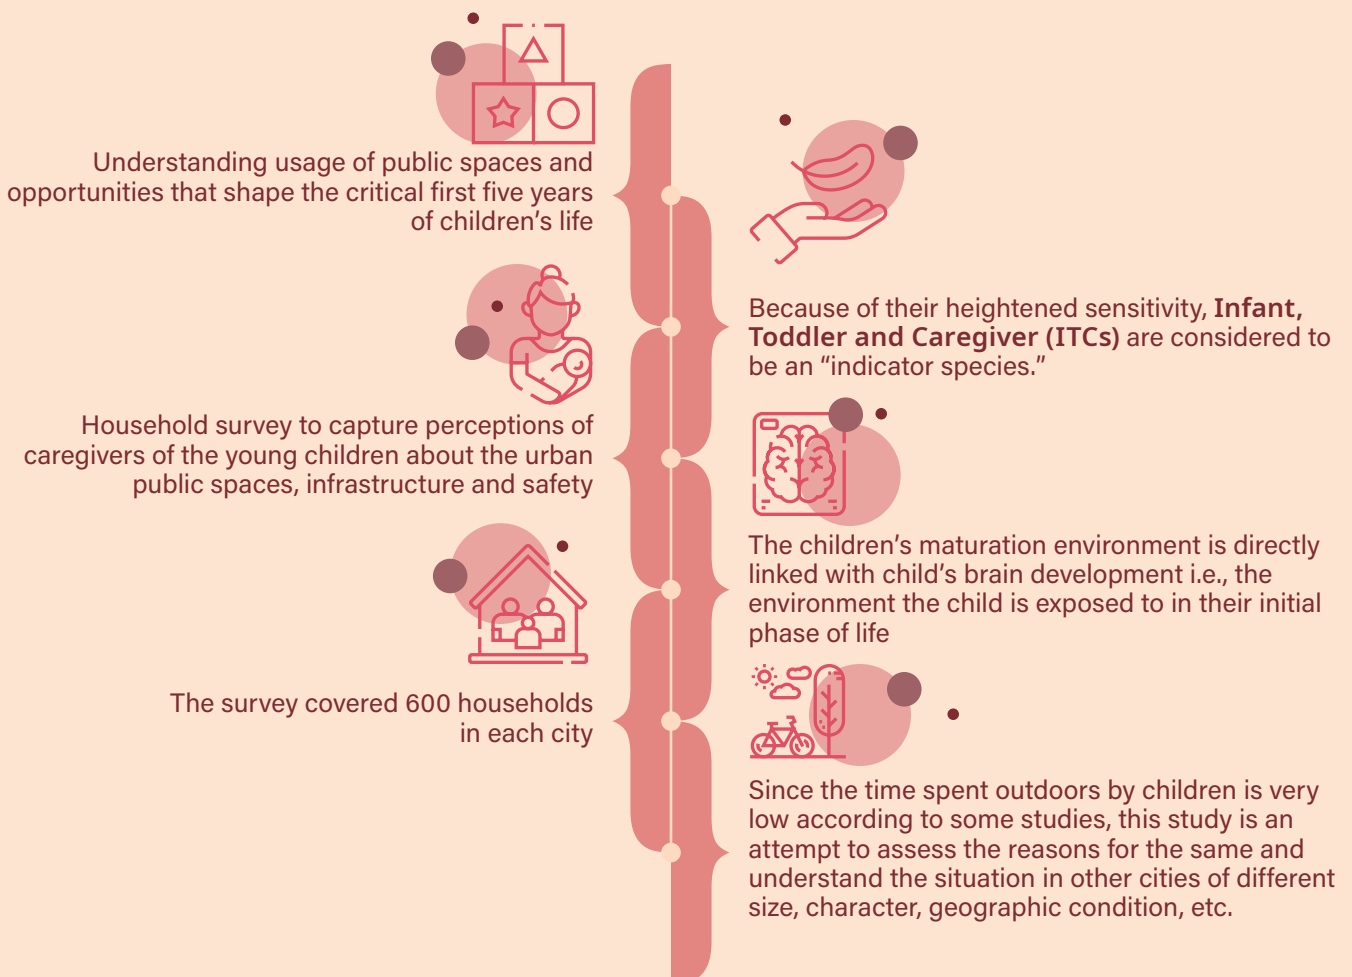 Understanding usage of public spaces and
opportunities that shape the critical first five years
of children’s life
Because of their heightened sensitivity, Infant,
Toddler and Caregiver (ITCs) are considered to
be an “indicator species.”
Household survey to capture perceptions of
caregivers of the young children about the urban
public spaces, infrastructure and safety
The children’s maturation environment is directly
linked with child’s brain development i.e., the
environment the child is exposed to in their initial
phase of life
The survey covered 600 households
in each city
Since the time spent outdoors by children is very
low according to some studies, this study is an
attempt to assess the reasons for the same and
understand the situation in other cities of different
size, character, geographic condition, etc.